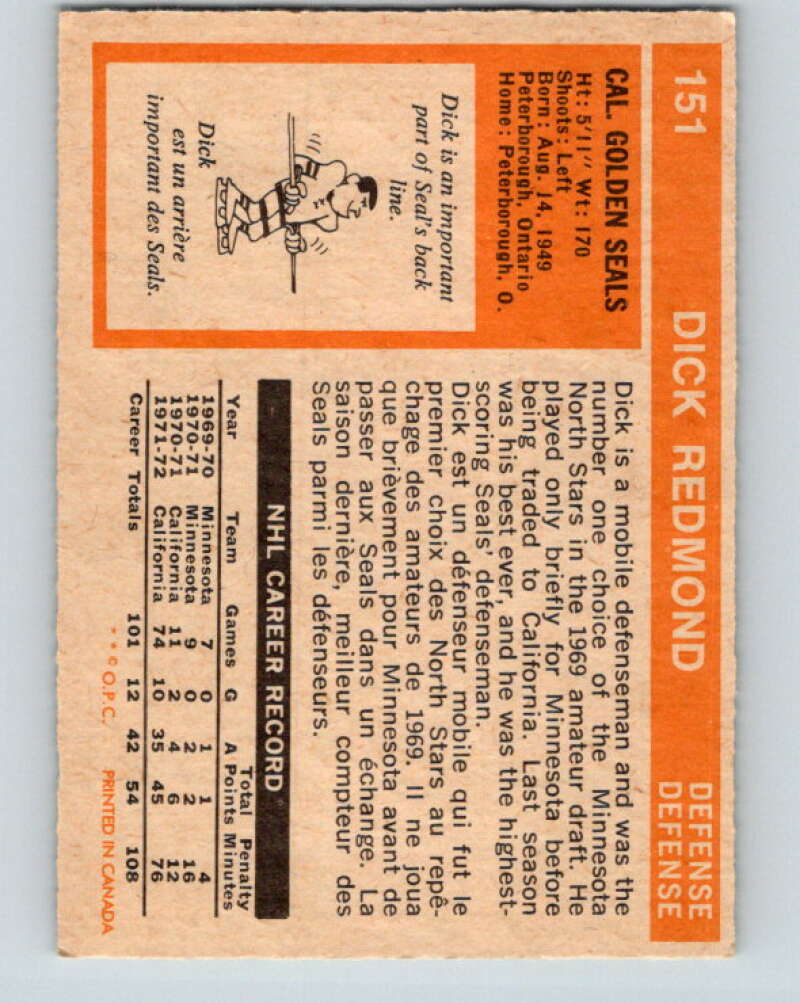 151 DICK REDMOND DEFENSE
DEFENSE
CAL. GOLDEN SEALS
Ht: 5'11" Wt: 170
Shoots: Left
Born: Aug. 14, 1949
Peterborough, Ontario
Home: Peterborough, O.
Dick is an important
part of Seal's back
line.
Dick
est un arrière
important des Seals.
Dick is a mobile defenseman and was the
number one choice of the Minnesota
North Stars in the 1969 amateur draft. He
played only briefly for Minnesota before
being traded to California. Last season
was his best ever, and he was the highest-
scoring Seals' defenseman.
Dick est un défenseur mobile qui fut le
premier choix des North Stars au repê-
chage des amateurs de 1969. Il ne joua
que brièvement pour Minnesota avant de
passer aux Seals dans un échange. La
saison dernière, meilleur compteur des
Seals parmi les défenseurs.
NHL CAREER RECORD
Total Penalty
Year Team Games G A Points Minutes
1969-70 Minnesota 7 0 1 1 4
1970-71 Minnesota 9 0 2 2 16
1970-71 California 11 2 4 6 12
1971-72 California 74 10 35 45 76
Career Totals 101 12 42 54 108
* * © O.P.C. PRINTED IN CANADA